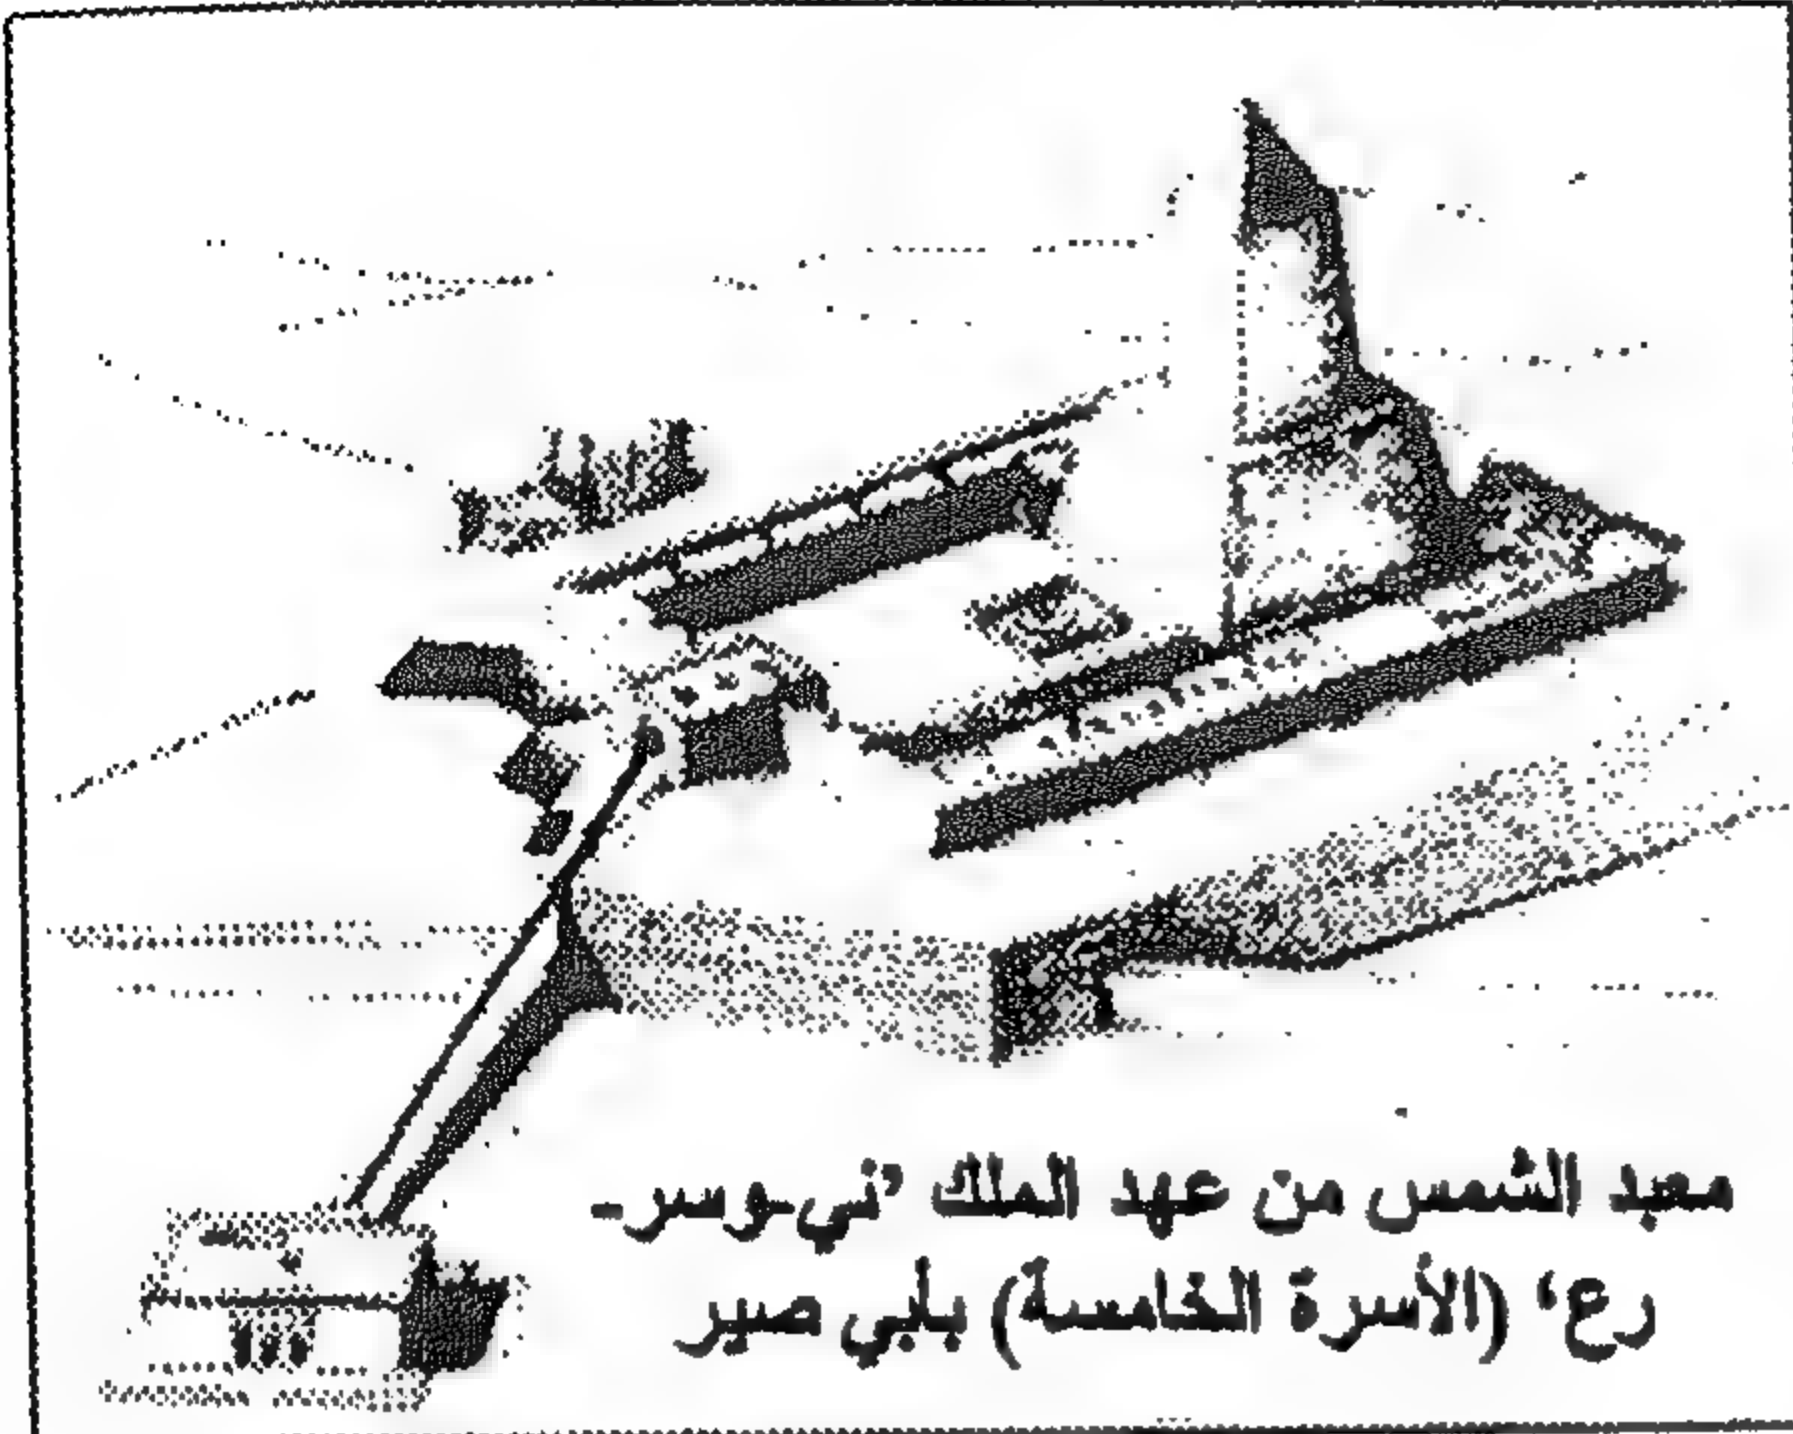 معبد الشمس من عهد الملك ’ني-وسر-
رع‘ (الأسرة الخامسة) بأبي صير